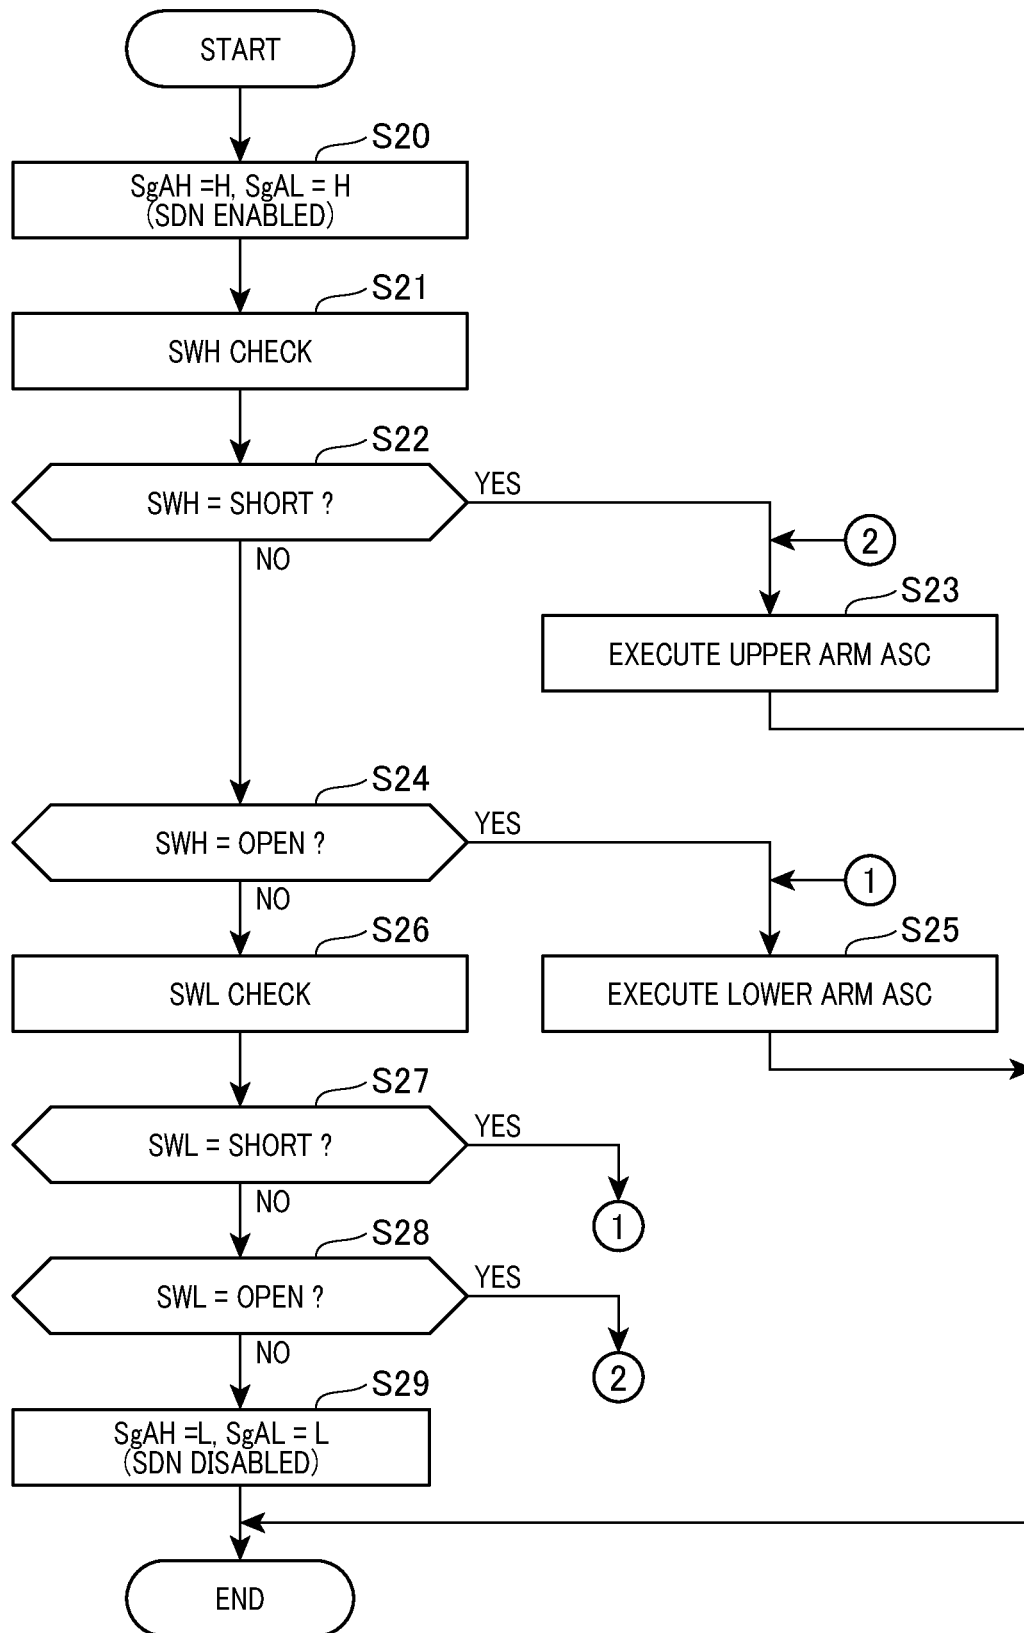 START
S20
SgAH =H, SgAL = H
(SDN ENABLED)
S21
SWH CHECK
S22
SWH = SHORT ?
YES
NO
2
S23
EXECUTE UPPER ARM ASC
S24
SWH = OPEN ?
YES
NO
1
S25
EXECUTE LOWER ARM ASC
S26
SWL CHECK
S27
SWL = SHORT ?
YES
NO
1
S28
SWL = OPEN ?
YES
NO
2
S29
SgAH =L, SgAL = L
(SDN DISABLED)
END